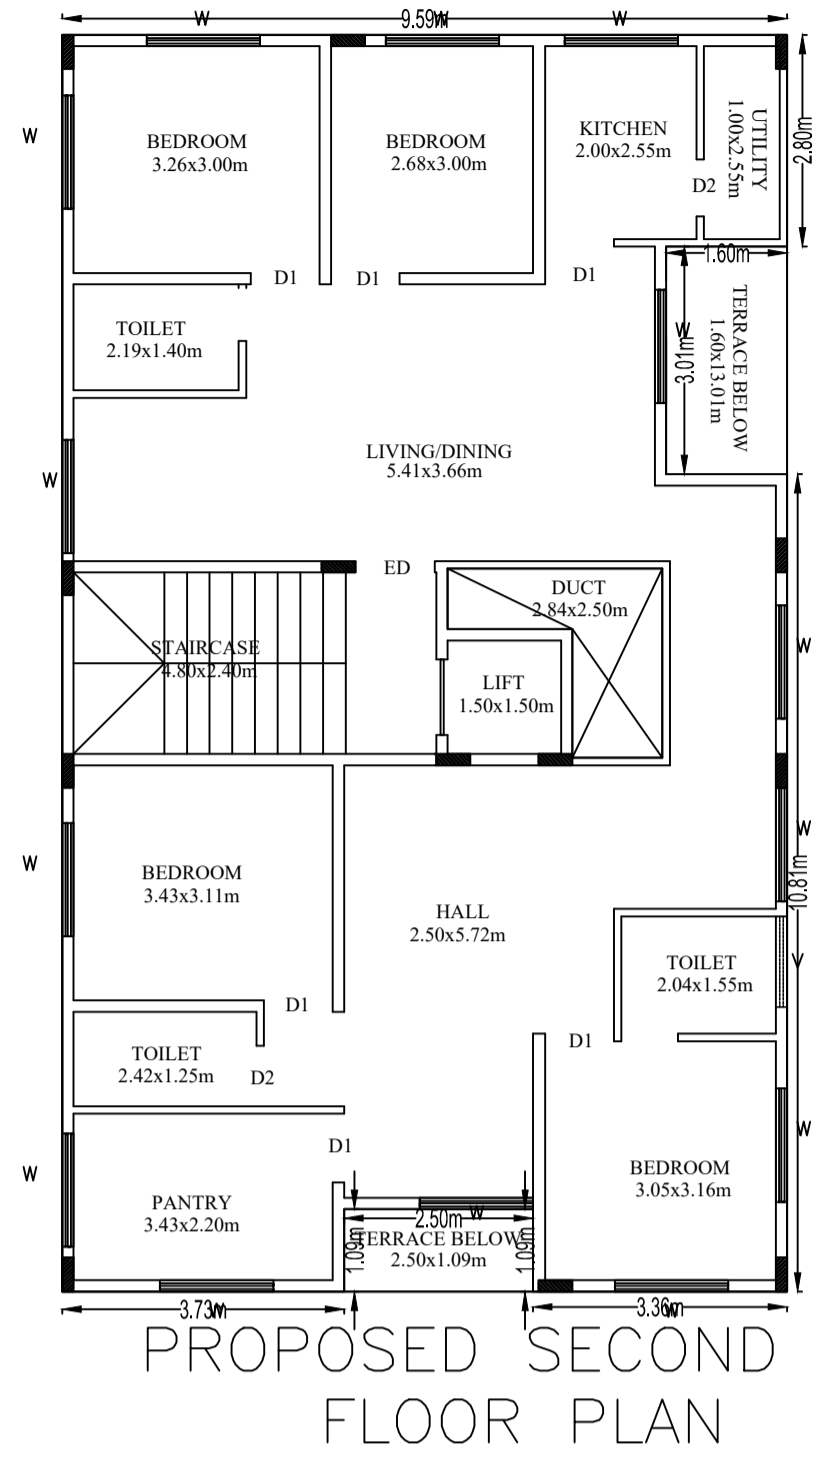 W
9.59m
W
W
W
BEDROOM
3.26x3.00m
BEDROOM
2.68x3.00m
KITCHEN
2.00x2.55m
UTILITY
1.00x2.55m
2.80m
D2
D1
D1
D1
1.60m
TOILET
2.19x1.40m
W
3.01m
TERRACE BELOW
1.60x13.01m
LIVING/DINING
5.41x3.66m
W
ED
DUCT
2.84x2.50m
STAIRCASE
4.80x2.40m
LIFT
1.50x1.50m
W
W
W
10.81m
BEDROOM
3.43x3.11m
HALL
2.50x5.72m
TOILET
2.04x1.55m
V
D1
D1
TOILET
2.42x1.25m
D2
W
D1
W
BEDROOM
3.05x3.16m
PANTRY
3.43x2.20m
2.50m
W
1.09m
TERRACE BELOW
2.50x1.09m
1.09m
3.73m
W
3.36m
W
PROPOSED SECOND
FLOOR PLAN